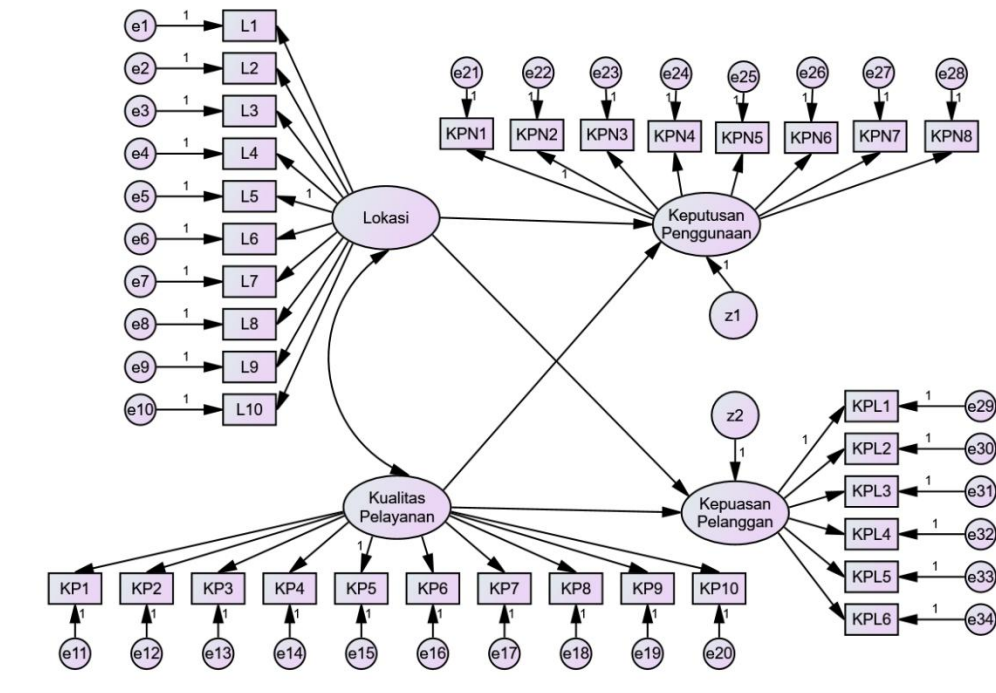 e1 1 L1
e2 1 L2
e3 1 L3
e4 1 L4
e5 1 L5 1
e6 1 L6
e7 1 L7
e8 1 L8
e9 1 L9
e10 1 L10
Lokasi
e21 e22 e23 e24 e25 e26 e27 e28
1 1 1 1 1 1 1 1
KPN1 KPN2 KPN3 KPN4 KPN5 KPN6 KPN7 KPN8
1
Keputusan
Penggunaan
1
z1
z2
1
Kepuasan
Pelanggan
1
KPL1 1 e29
KPL2 1 e30
KPL3 1 e31
KPL4 1 e32
KPL5 1 e33
KPL6 1 e34
Kualitas
Pelayanan
1
KP1 KP2 KP3 KP4 KP5 KP6 KP7 KP8 KP9 KP10
1 1 1 1 1 1 1 1 1 1
e11 e12 e13 e14 e15 e16 e17 e18 e19 e20